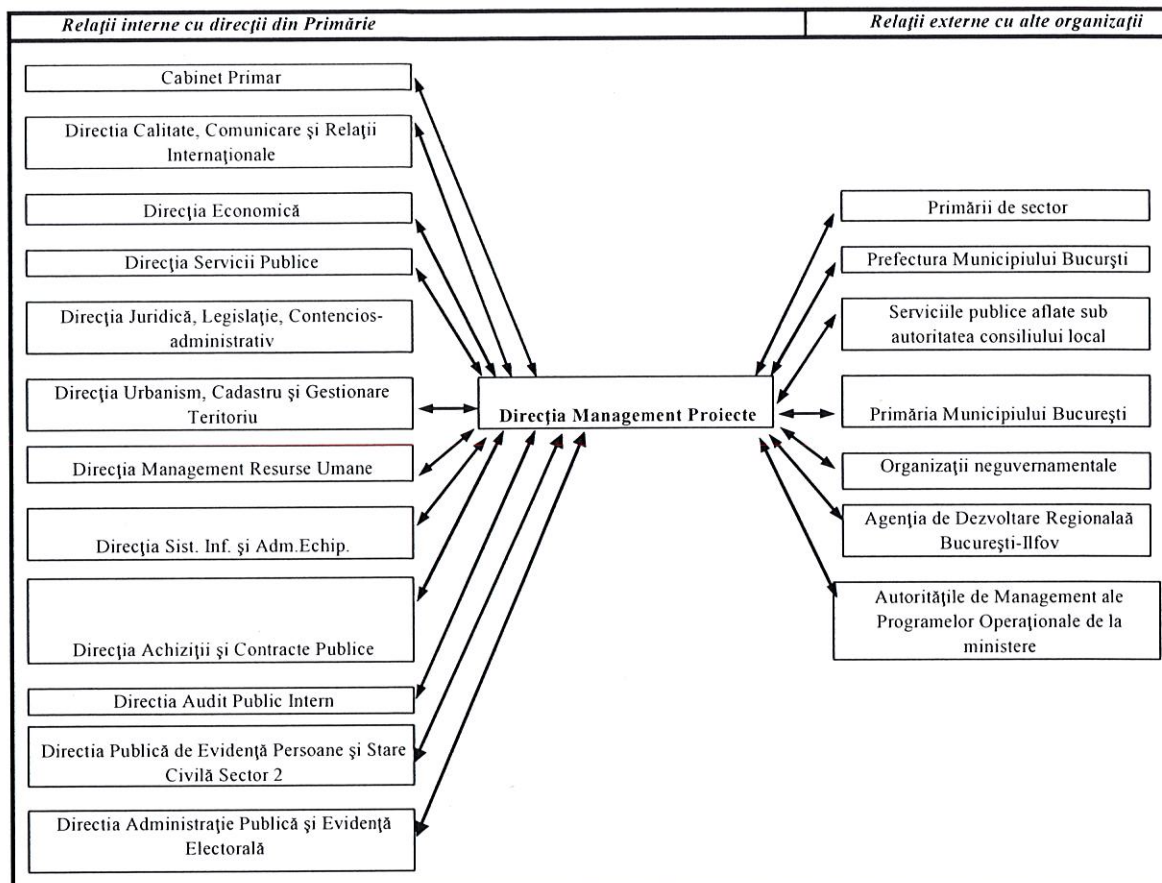 Relaţii interne cu direcţii din Primărie
Relaţii externe cu alte organizaţii
Cabinet Primar
Directia Calitate, Comunicare şi Relaţii
Internaţionale
Direcţia Economică
Direcţia Servicii Publice
Direcţia Juridică, Legislaţie, Contencios-
administrativ
Direcţia Urbanism, Cadastru şi Gestionare
Teritoriu
Direcţia Management Resurse Umane
Direcţia Sist. Inf. şi Adm.Echip.
Direcţia Achiziţii şi Contracte Publice
Directia Audit Public Intern
Directia Publică de Evidenţă Persoane şi Stare
Civilă Sector 2
Directia Administraţie Publică şi Evidenţă
Electorală
Direcţia Management Proiecte
Primării de sector
Prefectura Municipiului Bucurşti
Serviciile publice aflate sub
autoritatea consiliului local
Primăria Municipiului Bucureşti
Organizaţii neguvernamentale
Agenţia de Dezvoltare Regionalaă
Bucureşti-Ilfov
Autorităţile de Management ale
Programelor Operaţionale de la
ministere